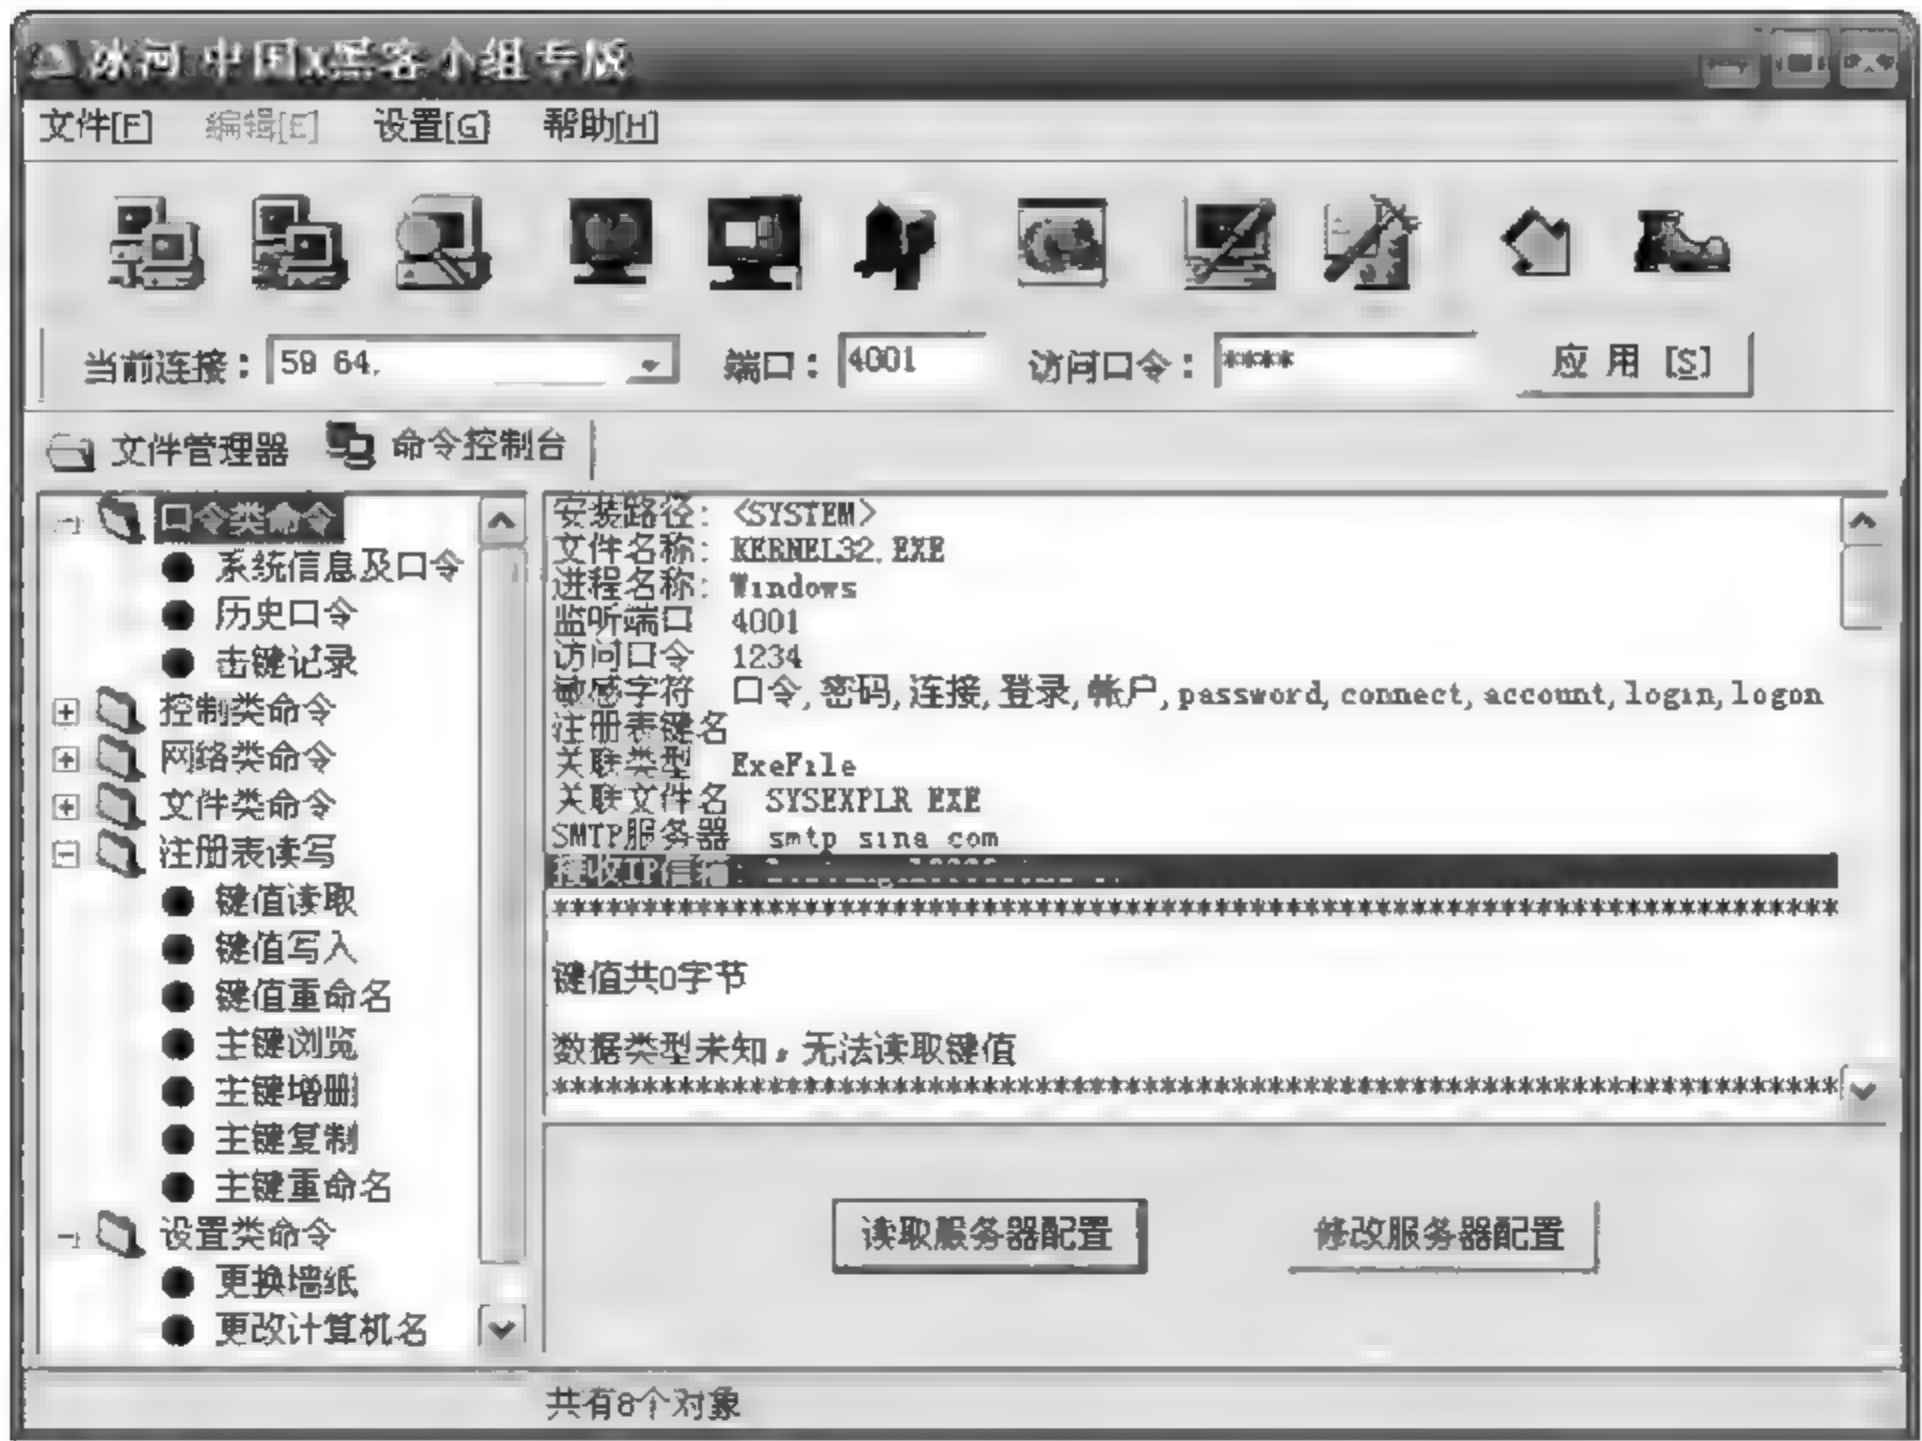 冰河 中国X黑客小组专版
文件[F] 编辑[E] 设置[G] 帮助[H]
当前连接: 59 64. 端口: 4001 访问口令: **** 应用 [S]
文件管理器 命令控制台
口令类命令
系统信息及口令
历史口令
击键记录
控制类命令
网络类命令
文件类命令
注册表读写
键值读取
键值写入
键值重命名
主键浏览
主键增删
主键复制
主键重命名
设置类命令
更换墙纸
更改计算机名
安装路径: <SYSTEM>
文件名称: KERNEL32.EXE
进程名称: Windows
监听端口 4001
访问口令 1234
敏感字符 口令,密码,连接,登录,帐户,password,connect,account,login,logon
注册表键名
关联类型 ExeFile
关联文件名 SYSEXPLR EXE
SMTP服务器 smtp sina com
接收IP信箱:
键值共0字节
数据类型未知,无法读取键值
读取服务器配置 修改服务器配置
共有8个对象